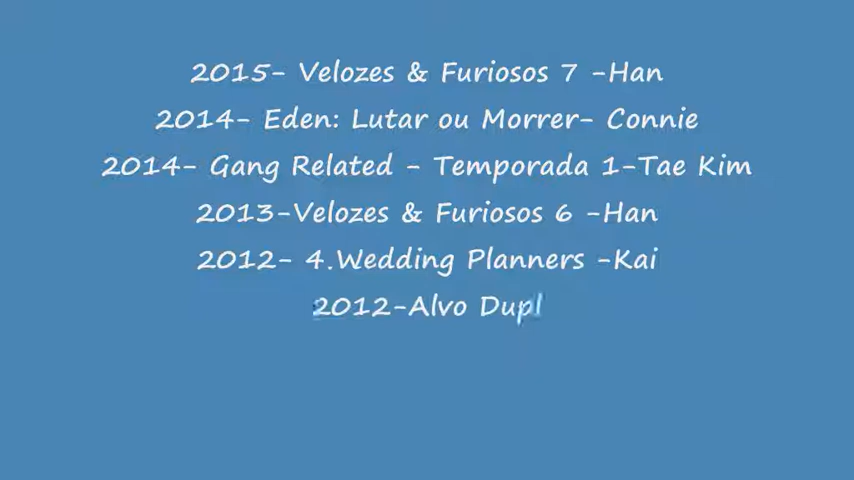 2015- Velozes & Furiosos 7 -Han
2014- Eden: Lutar ou Morrer- Connie
2014- Gang Related - Temporada 1-Tae Kim
2013-Velozes & Furiosos 6 -Han
2012- 4.Wedding Planners -Kai
2012-Alvo Dupl